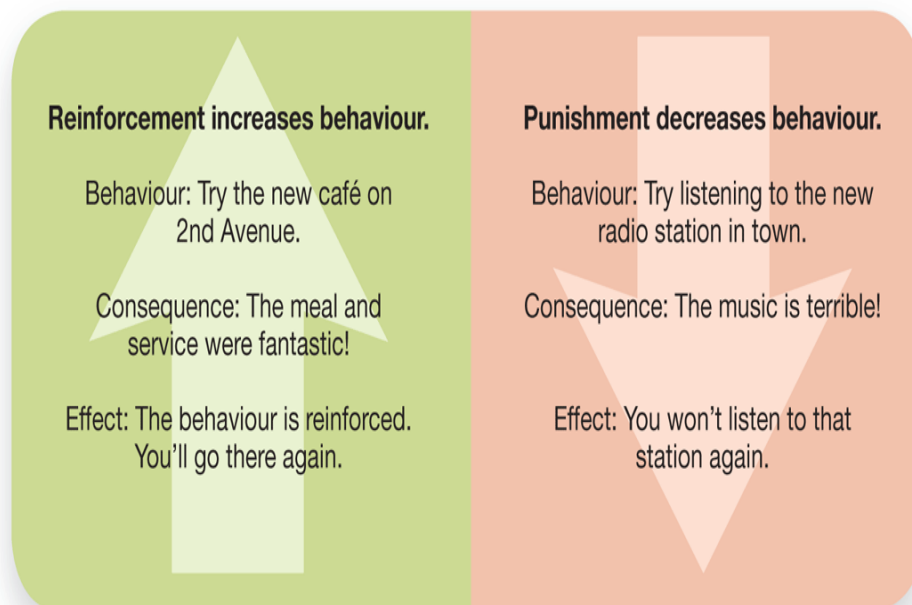 Reinforcement increases behaviour.
Behaviour: Try the new café on
2nd Avenue.
Consequence: The meal and
service were fantastic!
Effect: The behaviour is reinforced.
You'll go there again.
Punishment decreases behaviour.
Behaviour: Try listening to the new
radio station in town.
Consequence: The music is terrible!
Effect: You won't listen to that
station again.